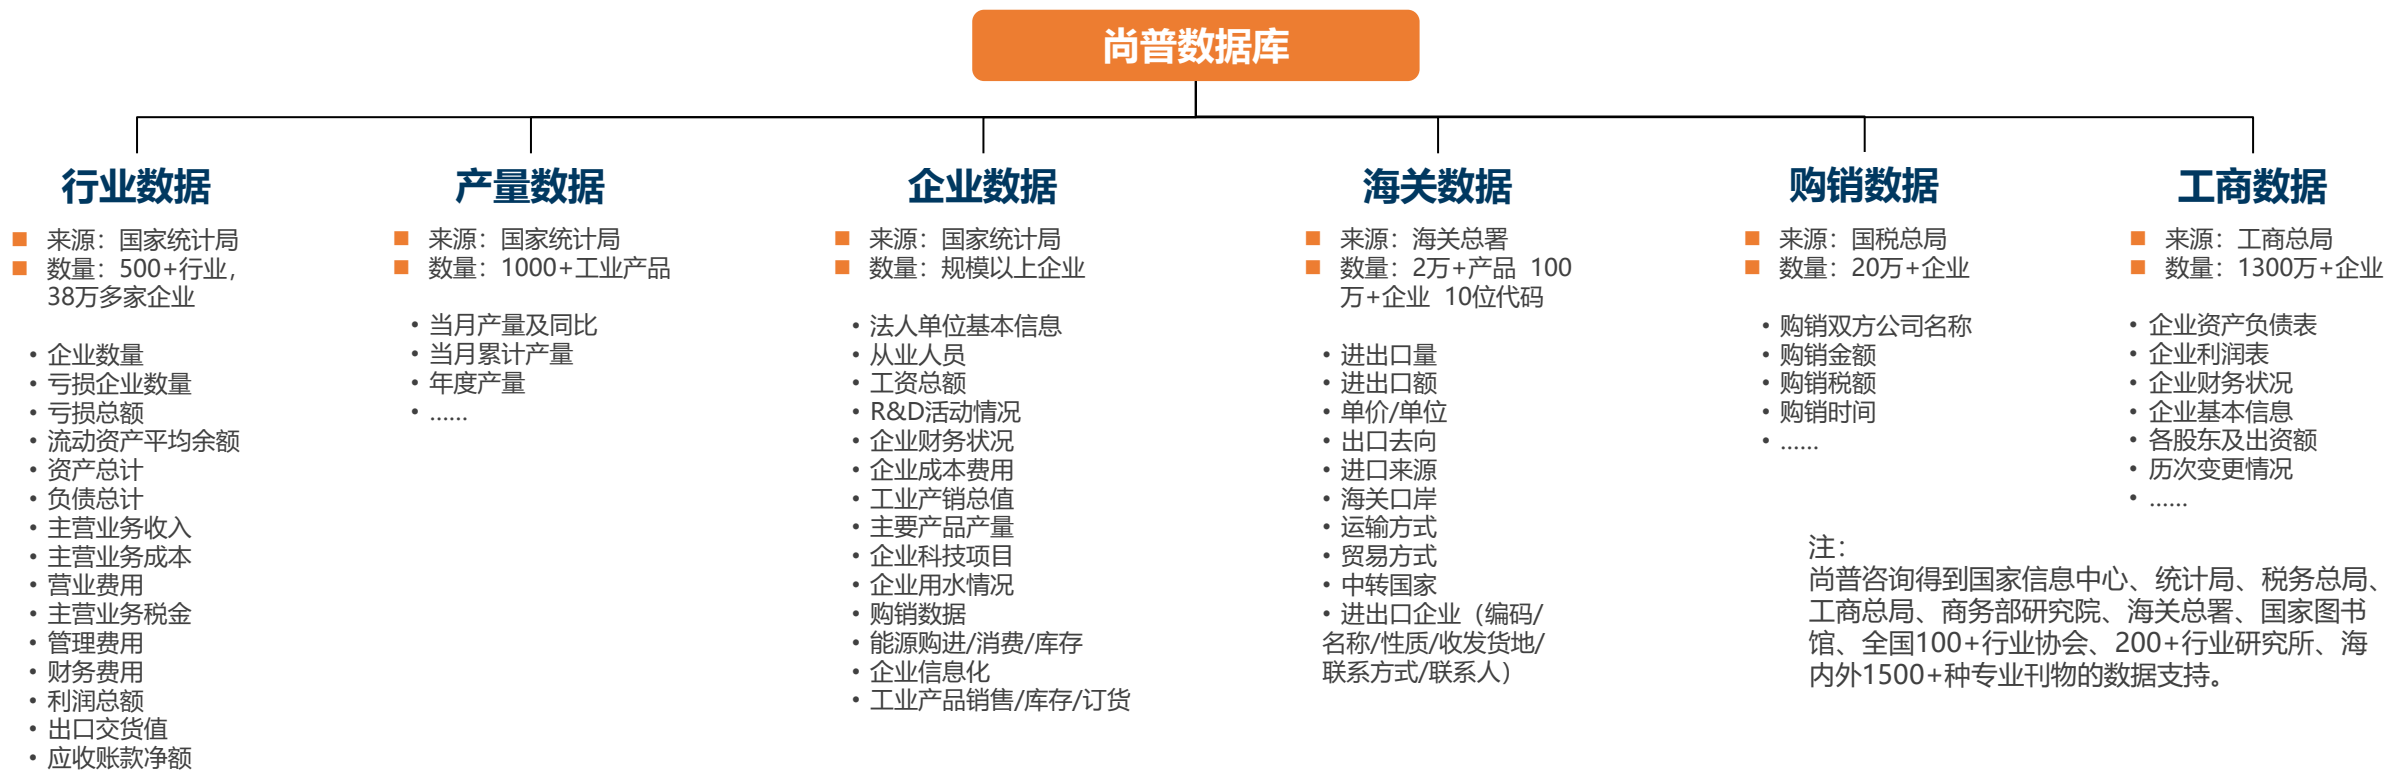 尚普数据库
行业数据
■ 来源：国家统计局
■ 数量：500+行业，
38万多家企业
• 企业数量
• 亏损企业数量
• 亏损总额
• 流动资产平均余额
• 资产总计
• 负债总计
• 主营业务收入
• 主营业务成本
• 营业费用
• 主营业务税金
• 管理费用
• 财务费用
• 利润总额
• 出口交货值
• 应收账款净额
产量数据
■ 来源：国家统计局
■ 数量：1000+工业产品
• 当月产量及同比
• 当月累计产量
• 年度产量
• ……
企业数据
■ 来源：国家统计局
■ 数量：规模以上企业
• 法人单位基本信息
• 从业人员
• 工资总额
• R&D活动情况
• 企业财务状况
• 企业成本费用
• 工业产销总值
• 主要产品产量
• 企业科技项目
• 企业用水情况
• 购销数据
• 能源购进/消费/库存
• 企业信息化
• 工业产品销售/库存/订货
海关数据
■ 来源：海关总署
■ 数量：2万+产品 100
万+企业 10位代码
• 进出口量
• 进出口额
• 单价/单位
• 出口去向
• 进口来源
• 海关口岸
• 运输方式
• 贸易方式
• 中转国家
• 进出口企业（编码/
名称/性质/收发货地/
联系方式/联系人）
购销数据
■ 来源：国税总局
■ 数量：20万+企业
• 购销双方公司名称
• 购销金额
• 购销税额
• 购销时间
• ……
工商数据
■ 来源：工商总局
■ 数量：1300万+企业
• 企业资产负债表
• 企业利润表
• 企业财务状况
• 企业基本信息
• 各股东及出资额
• 历次变更情况
• ……
注：
尚普咨询得到国家信息中心、统计局、税务总局、
工商总局、商务部研究院、海关总署、国家图书
馆、全国100+行业协会、200+行业研究所、海
内外1500+种专业刊物的数据支持。